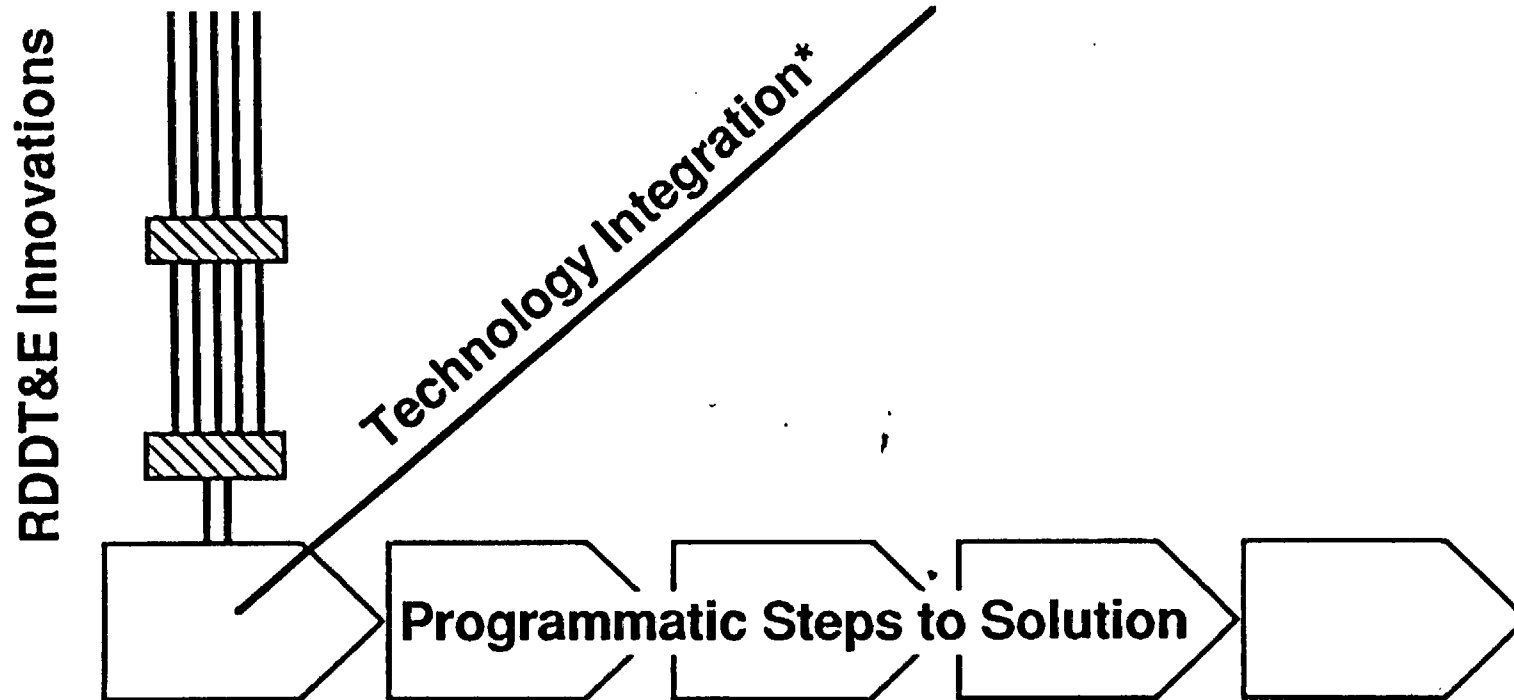 RDDT&E Innovations
Technology Integration*
Programmatic Steps to Solution